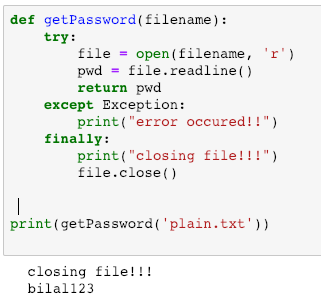 def getPassword(filename):
    try:
        file = open(filename, 'r')
        pwd = file.readline()
        return pwd
    except Exception:
        print("error occured!!")
    finally:
        print("closing file!!!")
        file.close()
print(getPassword('plain.txt'))
closing file!!!
bilal123